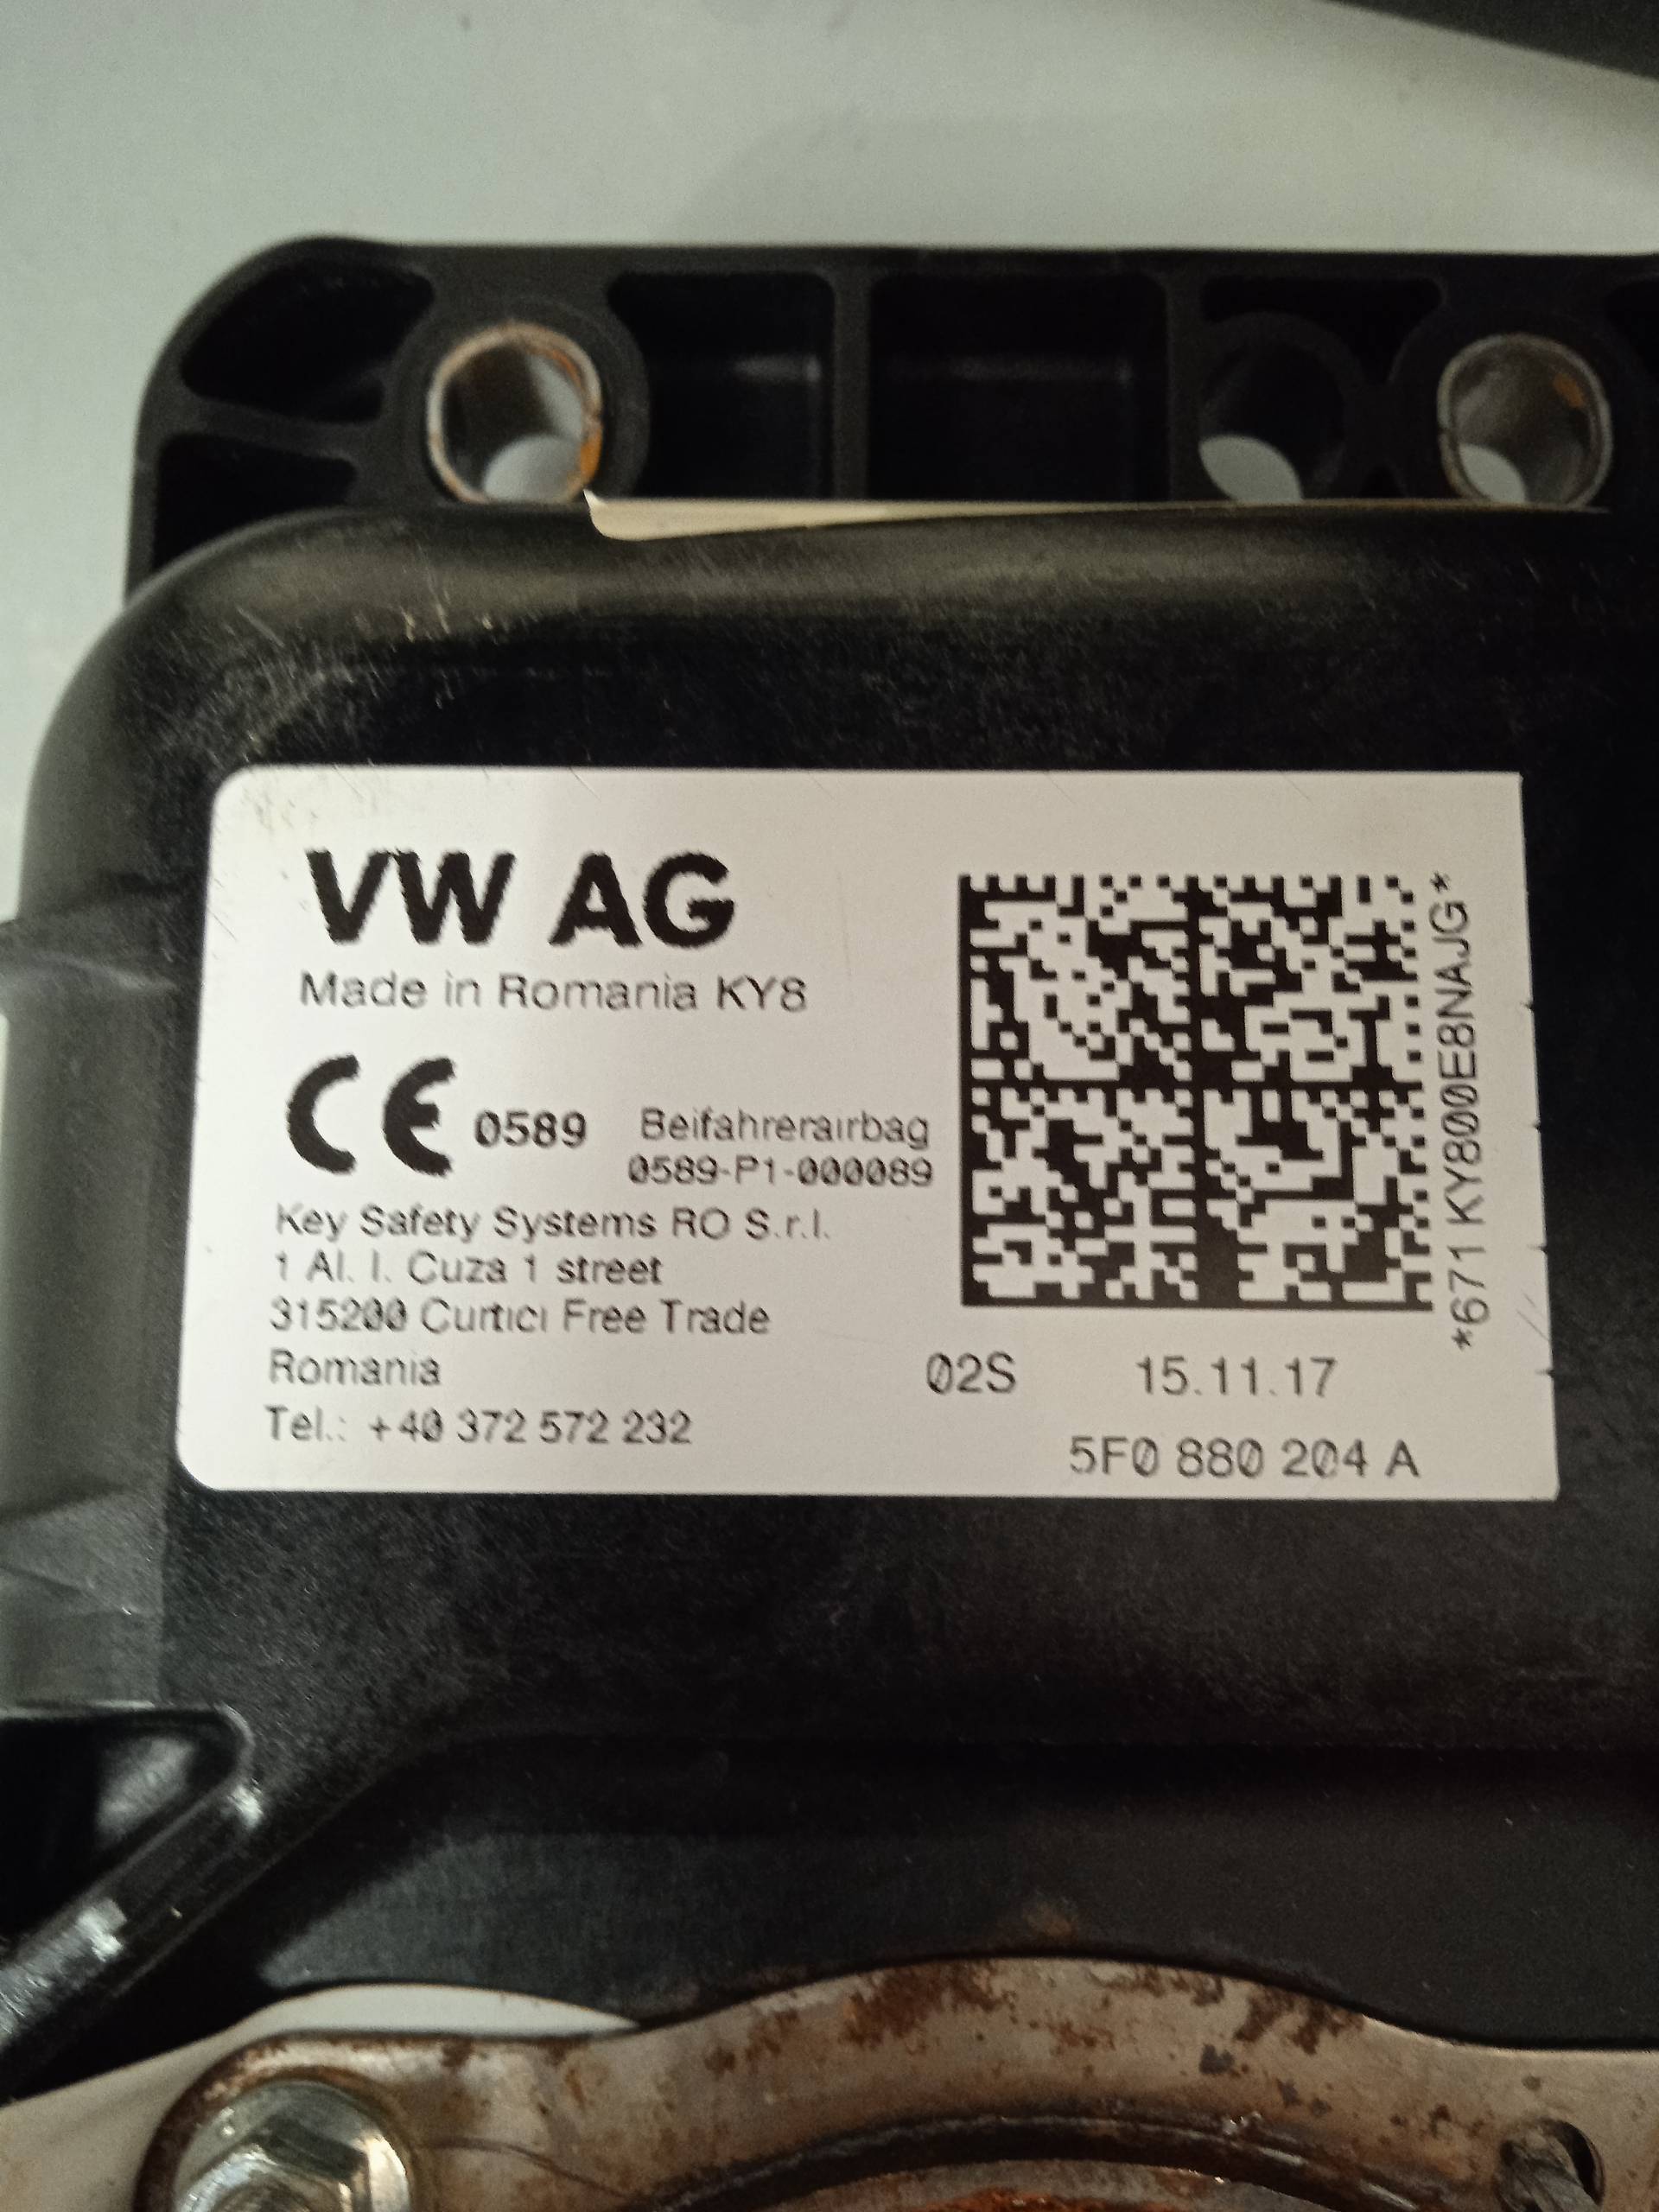 VW AG
Made in Romania KY8
CE 0589 Beifahrerairbag
0589-P1-000089
Key Safety Systems RO S.r.l.
1 Al. I. Cuza 1 street
315200 Curtici Free Trade
Romania
Tel.: +40 372 572 232
*671 KY800E8NAJG*
02S 15.11.17
5F0 880 204 A